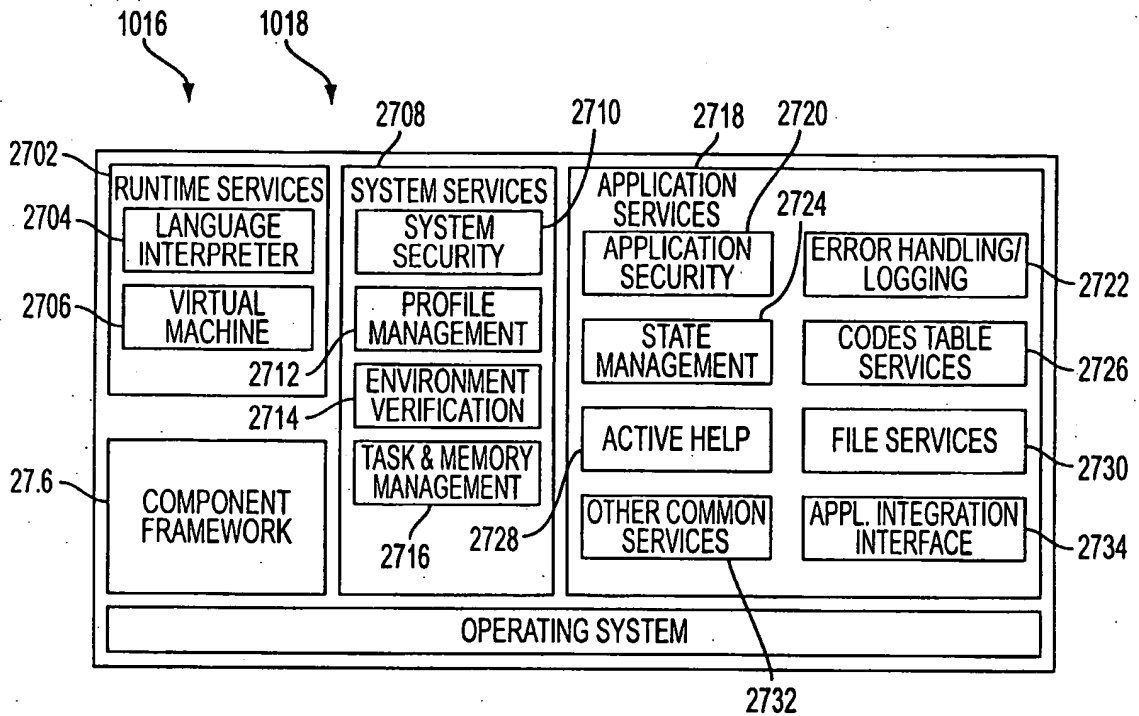 1016
1018
2702
RUNTIME SERVICES
2704
LANGUAGE
INTERPRETER
2706
VIRTUAL
MACHINE
27.6
COMPONENT
FRAMEWORK
2708
SYSTEM SERVICES
2710
SYSTEM
SECURITY
PROFILE
MANAGEMENT
2712
ENVIRONMENT
VERIFICATION
2714
TASK & MEMORY
MANAGEMENT
2716
2718
APPLICATION
SERVICES
2720
APPLICATION
SECURITY
ERROR HANDLING/
LOGGING
2722
2724
STATE
MANAGEMENT
CODES TABLE
SERVICES
2726
ACTIVE HELP
2728
FILE SERVICES
2730
OTHER COMMON
SERVICES
2732
APPL. INTEGRATION
INTERFACE
2734
OPERATING SYSTEM